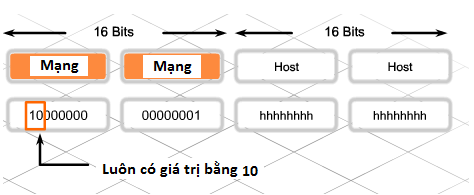 16 Bits 16 Bits
Mạng Mạng Host Host
10000000 00000001 hhhhhhhh hhhhhhhh
Luôn có giá trị bằng 10